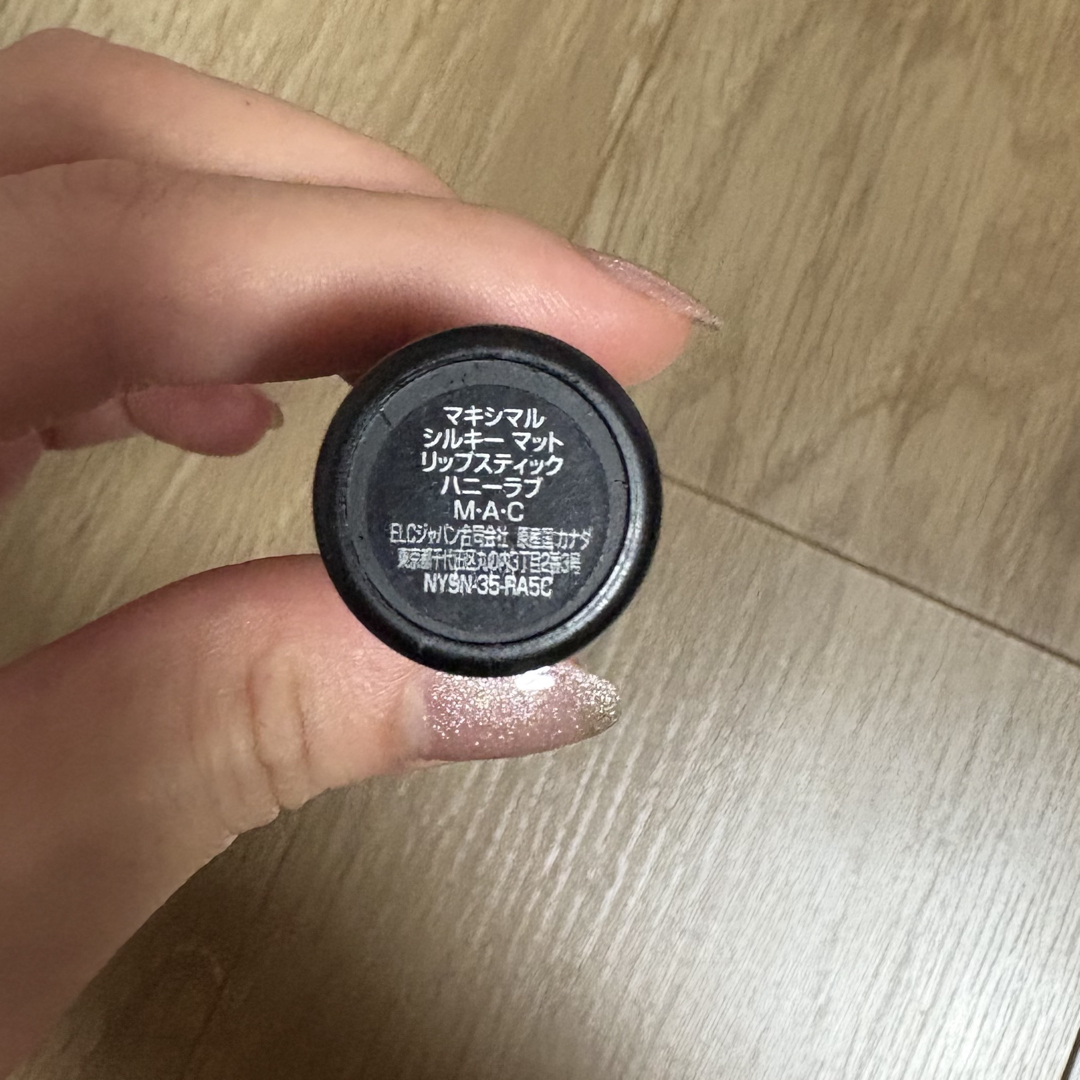 マキシマル
シルキー マット
リップスティック
ハニーラブ
M·A·C
ELCジャパン合同会社 原産国:カナダ
東京都千代田区丸の内3丁目2番3号
NY9N-35-RA5C